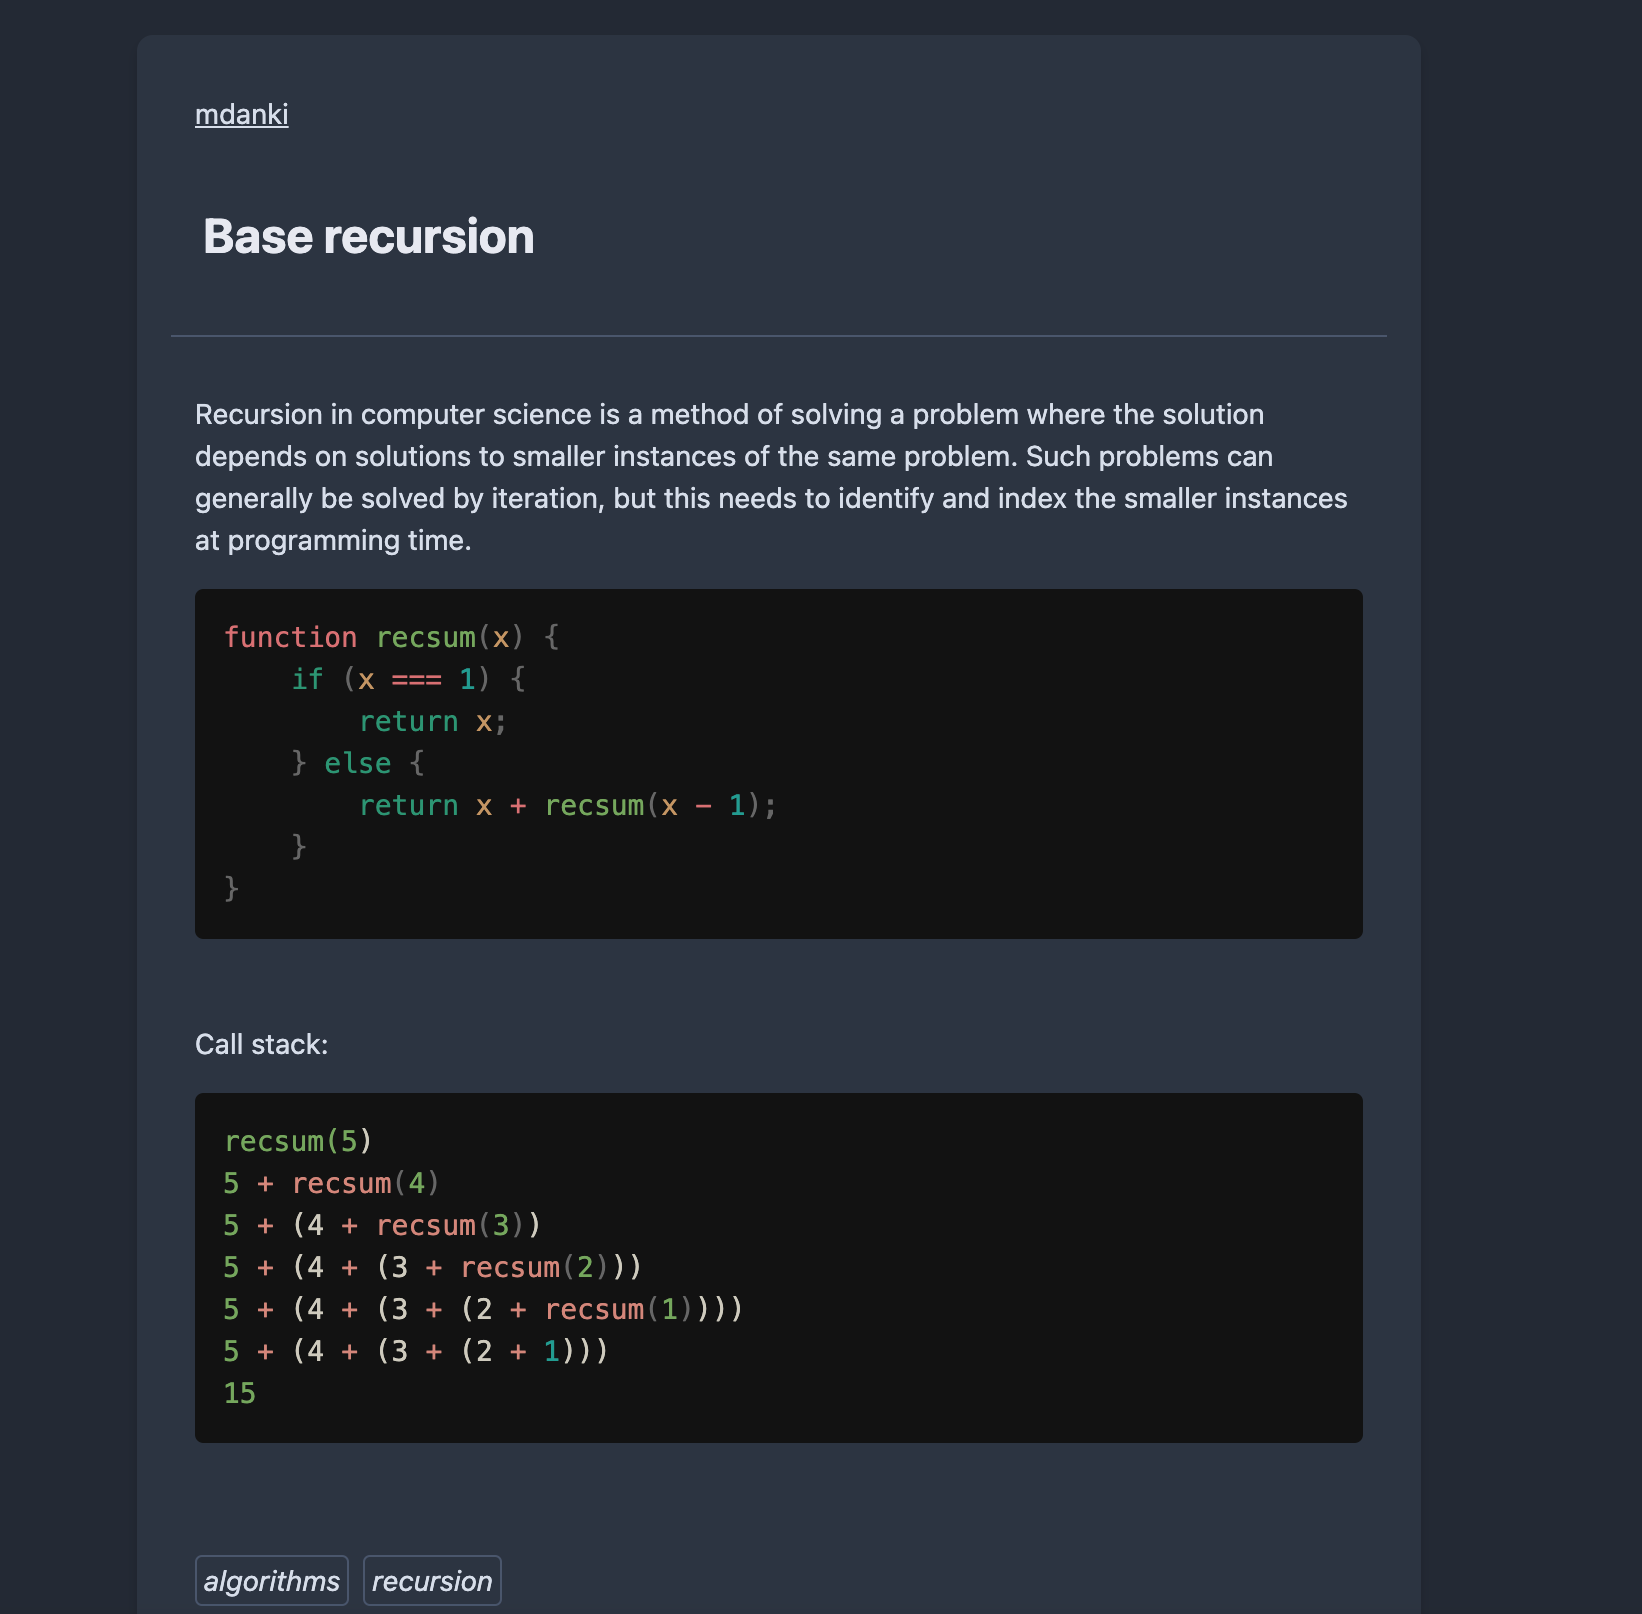 mdanki
Base recursion
Recursion in computer science is a method of solving a problem where the solution
depends on solutions to smaller instances of the same problem. Such problems can
generally be solved by iteration, but this needs to identify and index the smaller instances
at programming time.
function recsum(x) {
    if (x === 1) {
        return x;
    } else {
        return x + recsum(x - 1);
    }
}
Call stack:
recsum(5)
5 + recsum(4)
5 + (4 + recsum(3))
5 + (4 + (3 + recsum(2)))
5 + (4 + (3 + (2 + recsum(1))))
5 + (4 + (3 + (2 + 1)))
15
algorithms recursion